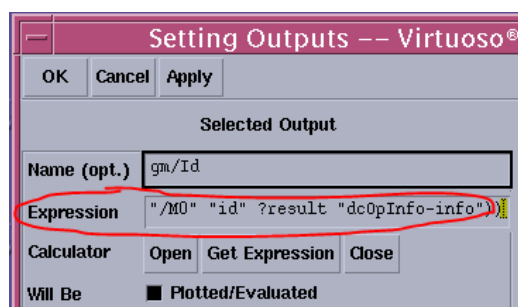 Setting Outputs -- Virtuoso®
OK Cancel Apply
Selected Output
Name (opt.) gm/Id
Expression "/M0" "id" ?result "dcOpInfo-info"))
Calculator Open Get Expression Close
Will Be Plotted/Evaluated